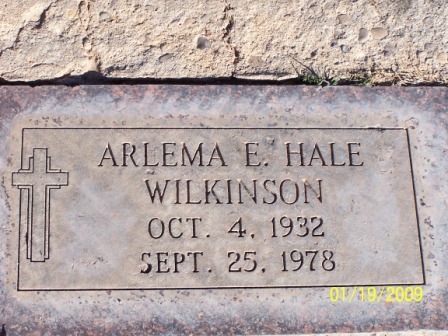 ARLEMA E. HALE
WILKINSON
OCT. 4, 1932
SEPT. 25, 1978
01/19/2009